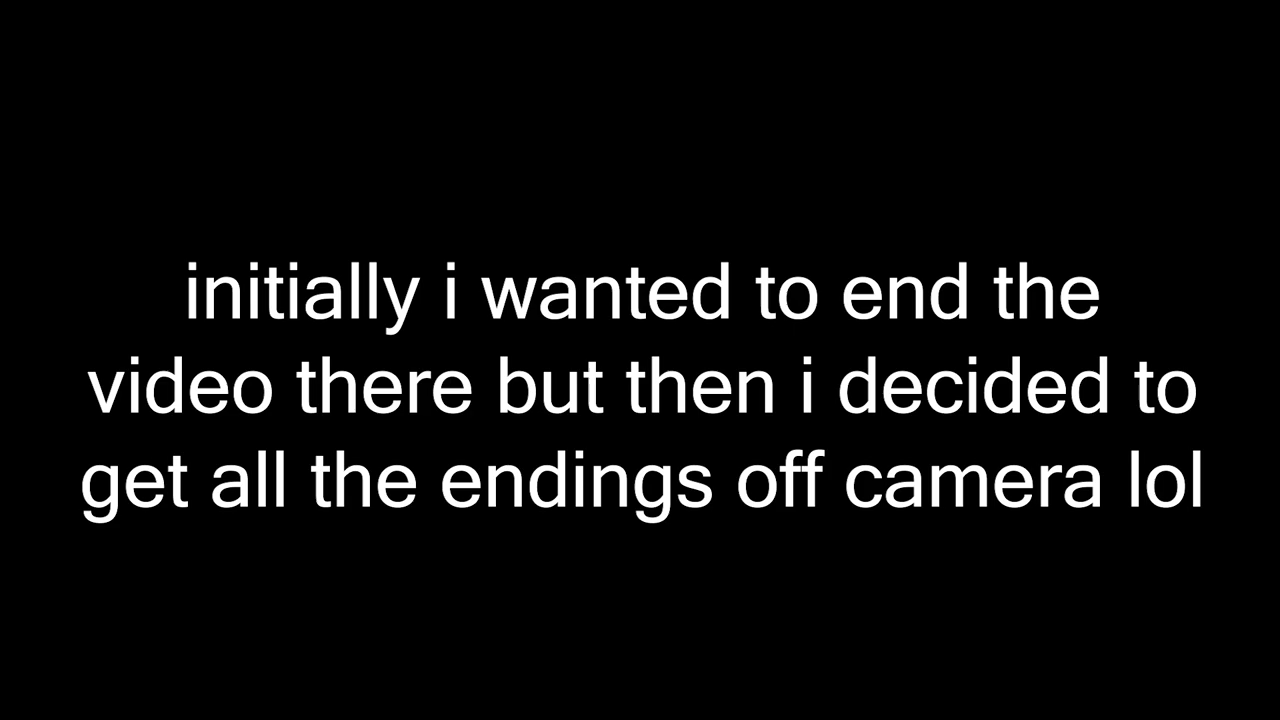 initially i wanted to end the
video there but then i decided to
get all the endings off camera lol